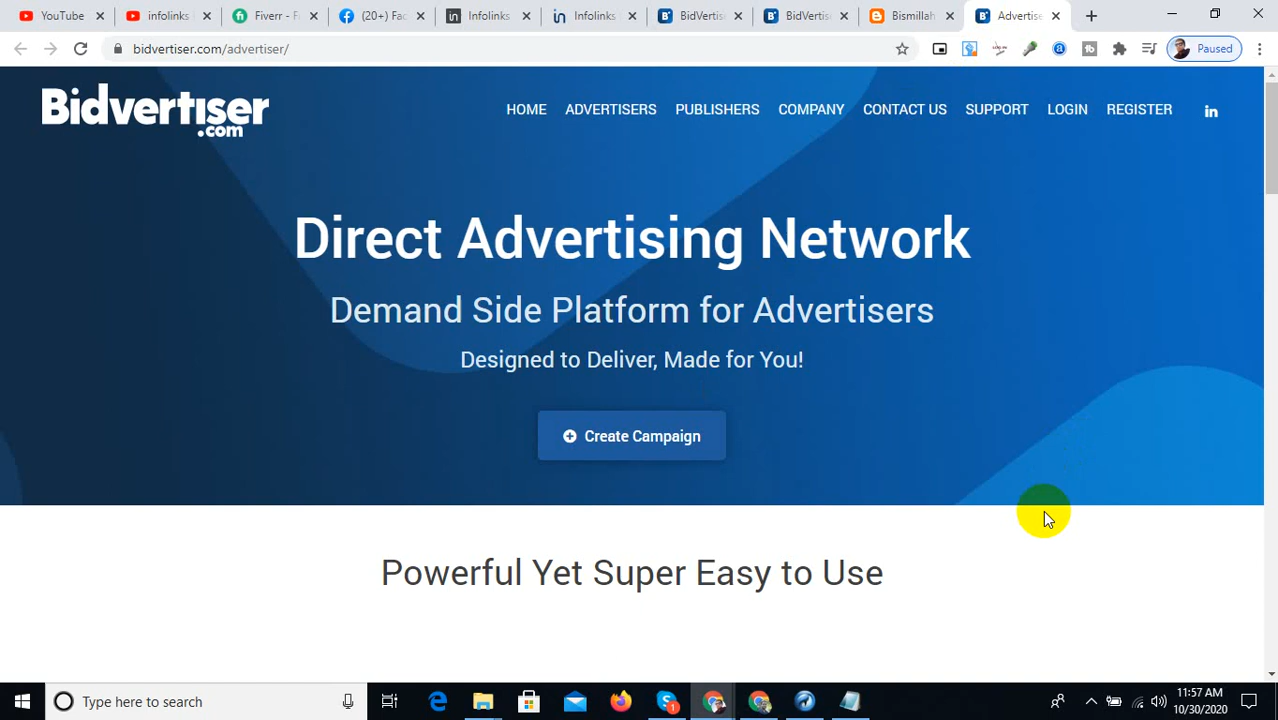 YouTube
infolinks
Fiverr - F
(20+) Fac
Infolinks
Infolinks
BidVertis
BidVertis
Bismillah
Advertise
bidvertiser.com/advertiser/
Paused
Bidvertiser
.com
HOME ADVERTISERS PUBLISHERS COMPANY CONTACT US SUPPORT LOGIN REGISTER in
Direct Advertising Network
Demand Side Platform for Advertisers
Designed to Deliver, Made for You!
Create Campaign
Powerful Yet Super Easy to Use
Type here to search
11:57 AM
10/30/2020